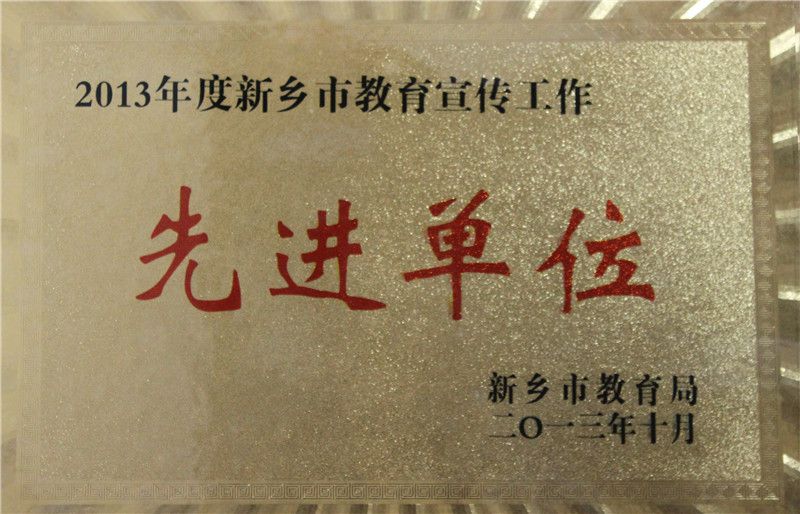 2013年度新乡市教育宣传工作
先进单位
新乡市教育局
二〇一三年十月